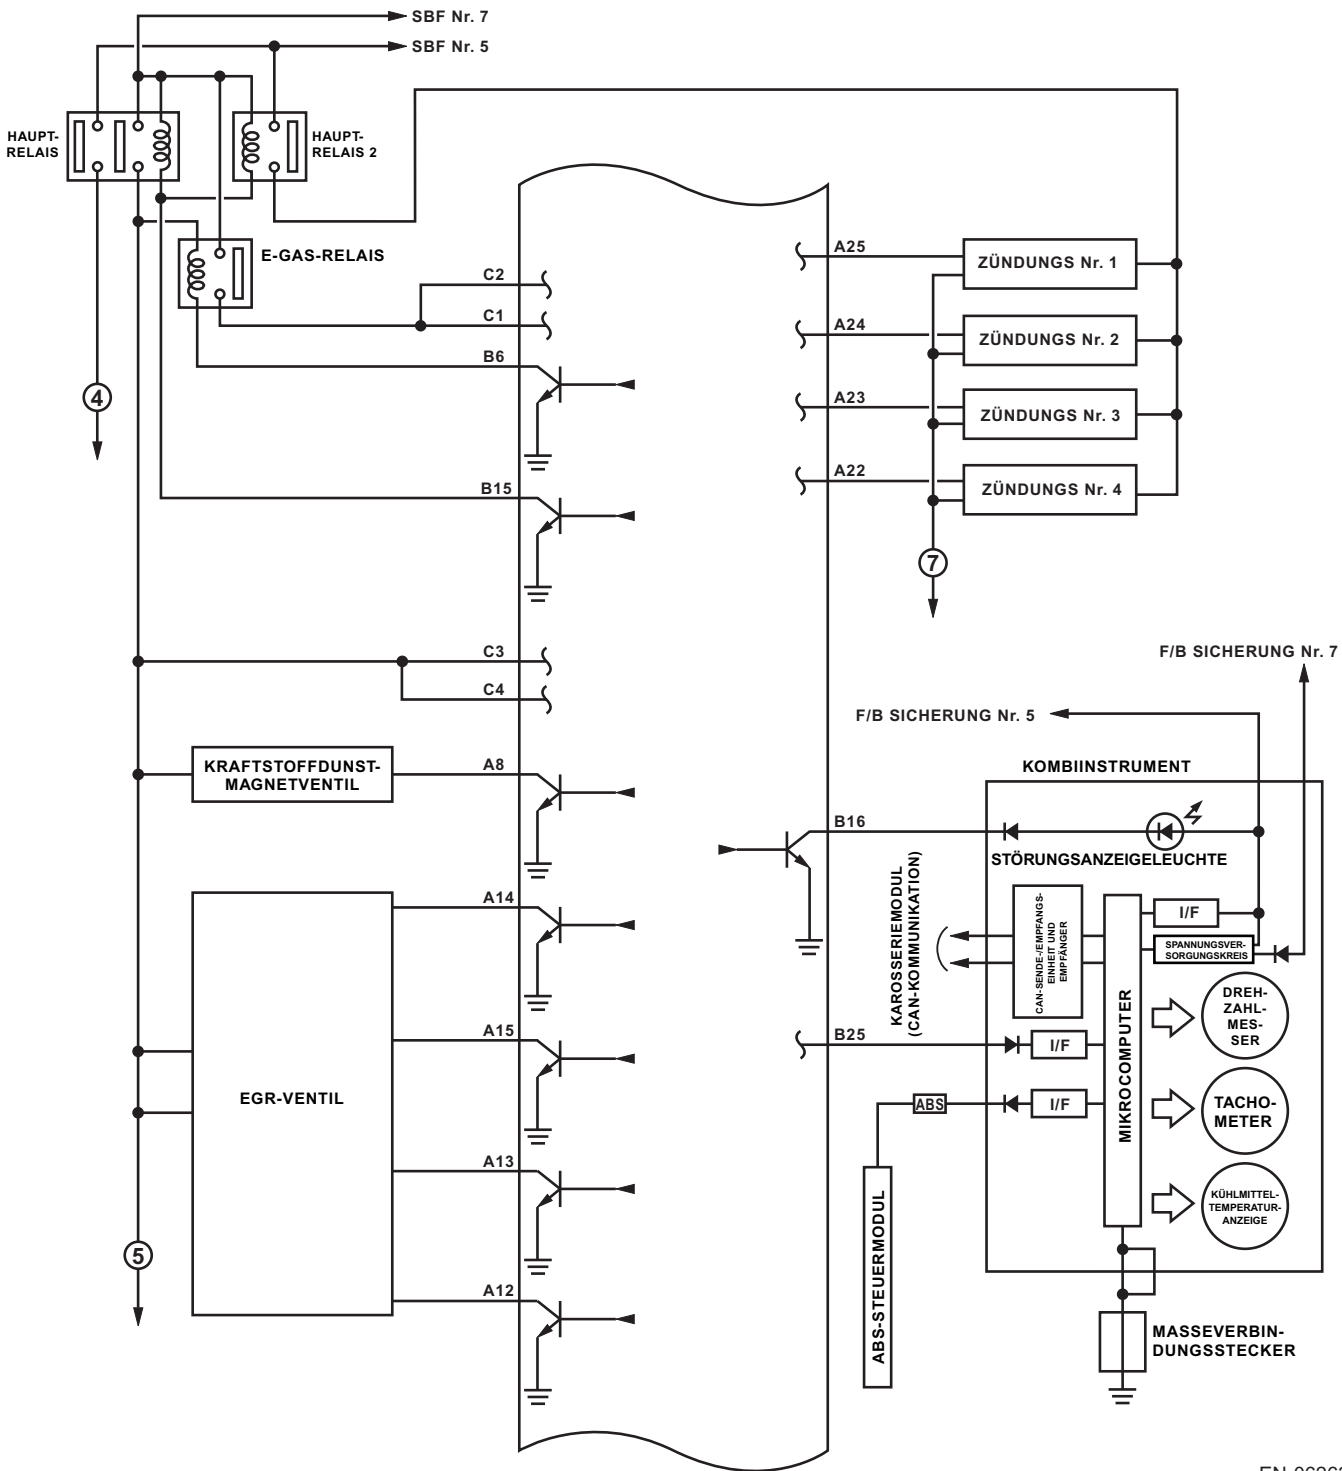 SBF Nr. 7
SBF Nr. 5
HAUPT-
RELAIS
HAUPT-
RELAIS 2
E-GAS-RELAIS
C2
C1
B6
4
B15
C3
C4
KRAFTSTOFFDUNST-
MAGNETVENTIL
A8
A14
A15
EGR-VENTIL
A13
A12
5
A25
ZÜNDUNGS Nr. 1
A24
ZÜNDUNGS Nr. 2
A23
ZÜNDUNGS Nr. 3
A22
ZÜNDUNGS Nr. 4
7
F/B SICHERUNG Nr. 7
F/B SICHERUNG Nr. 5
KOMBIINSTRUMENT
B16
STÖRUNGSANZEIGELEUCHTE
KAROSSERIEMODUL
(CAN-KOMMUNIKATION)
CAN-SENDE-/EMPFANGS-
EINHEIT UND
EMPFÄNGER
MIKROCOMPUTER
I/F
SPANNUNGSVER-
SORGUNGSKREIS
DREH-
ZAHL-
MES-
SER
B25
I/F
ABS
I/F
TACHO-
METER
KÜHLMITTEL-
TEMPERATUR-
ANZEIGE
ABS-STEUERMODUL
MASSEVERBIN-
DUNGSSTECKER